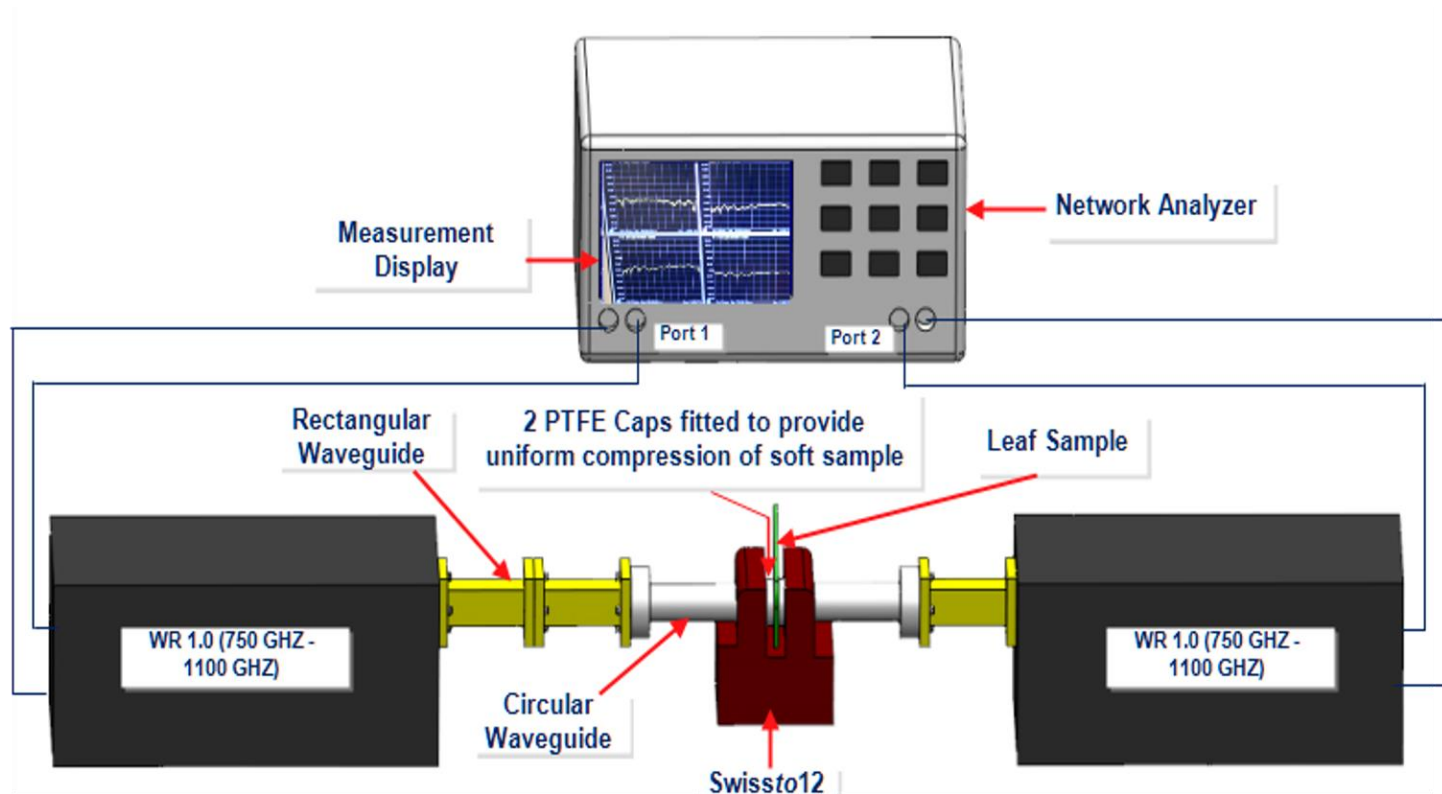 Measurement
Display
Network Analyzer
Port 1
Port 2
Rectangular
Waveguide
2 PTFE Caps fitted to provide
uniform compression of soft sample
Leaf Sample
WR 1.0 (750 GHZ -
1100 GHZ)
WR 1.0 (750 GHZ -
1100 GHZ)
Circular
Waveguide
Swissto12